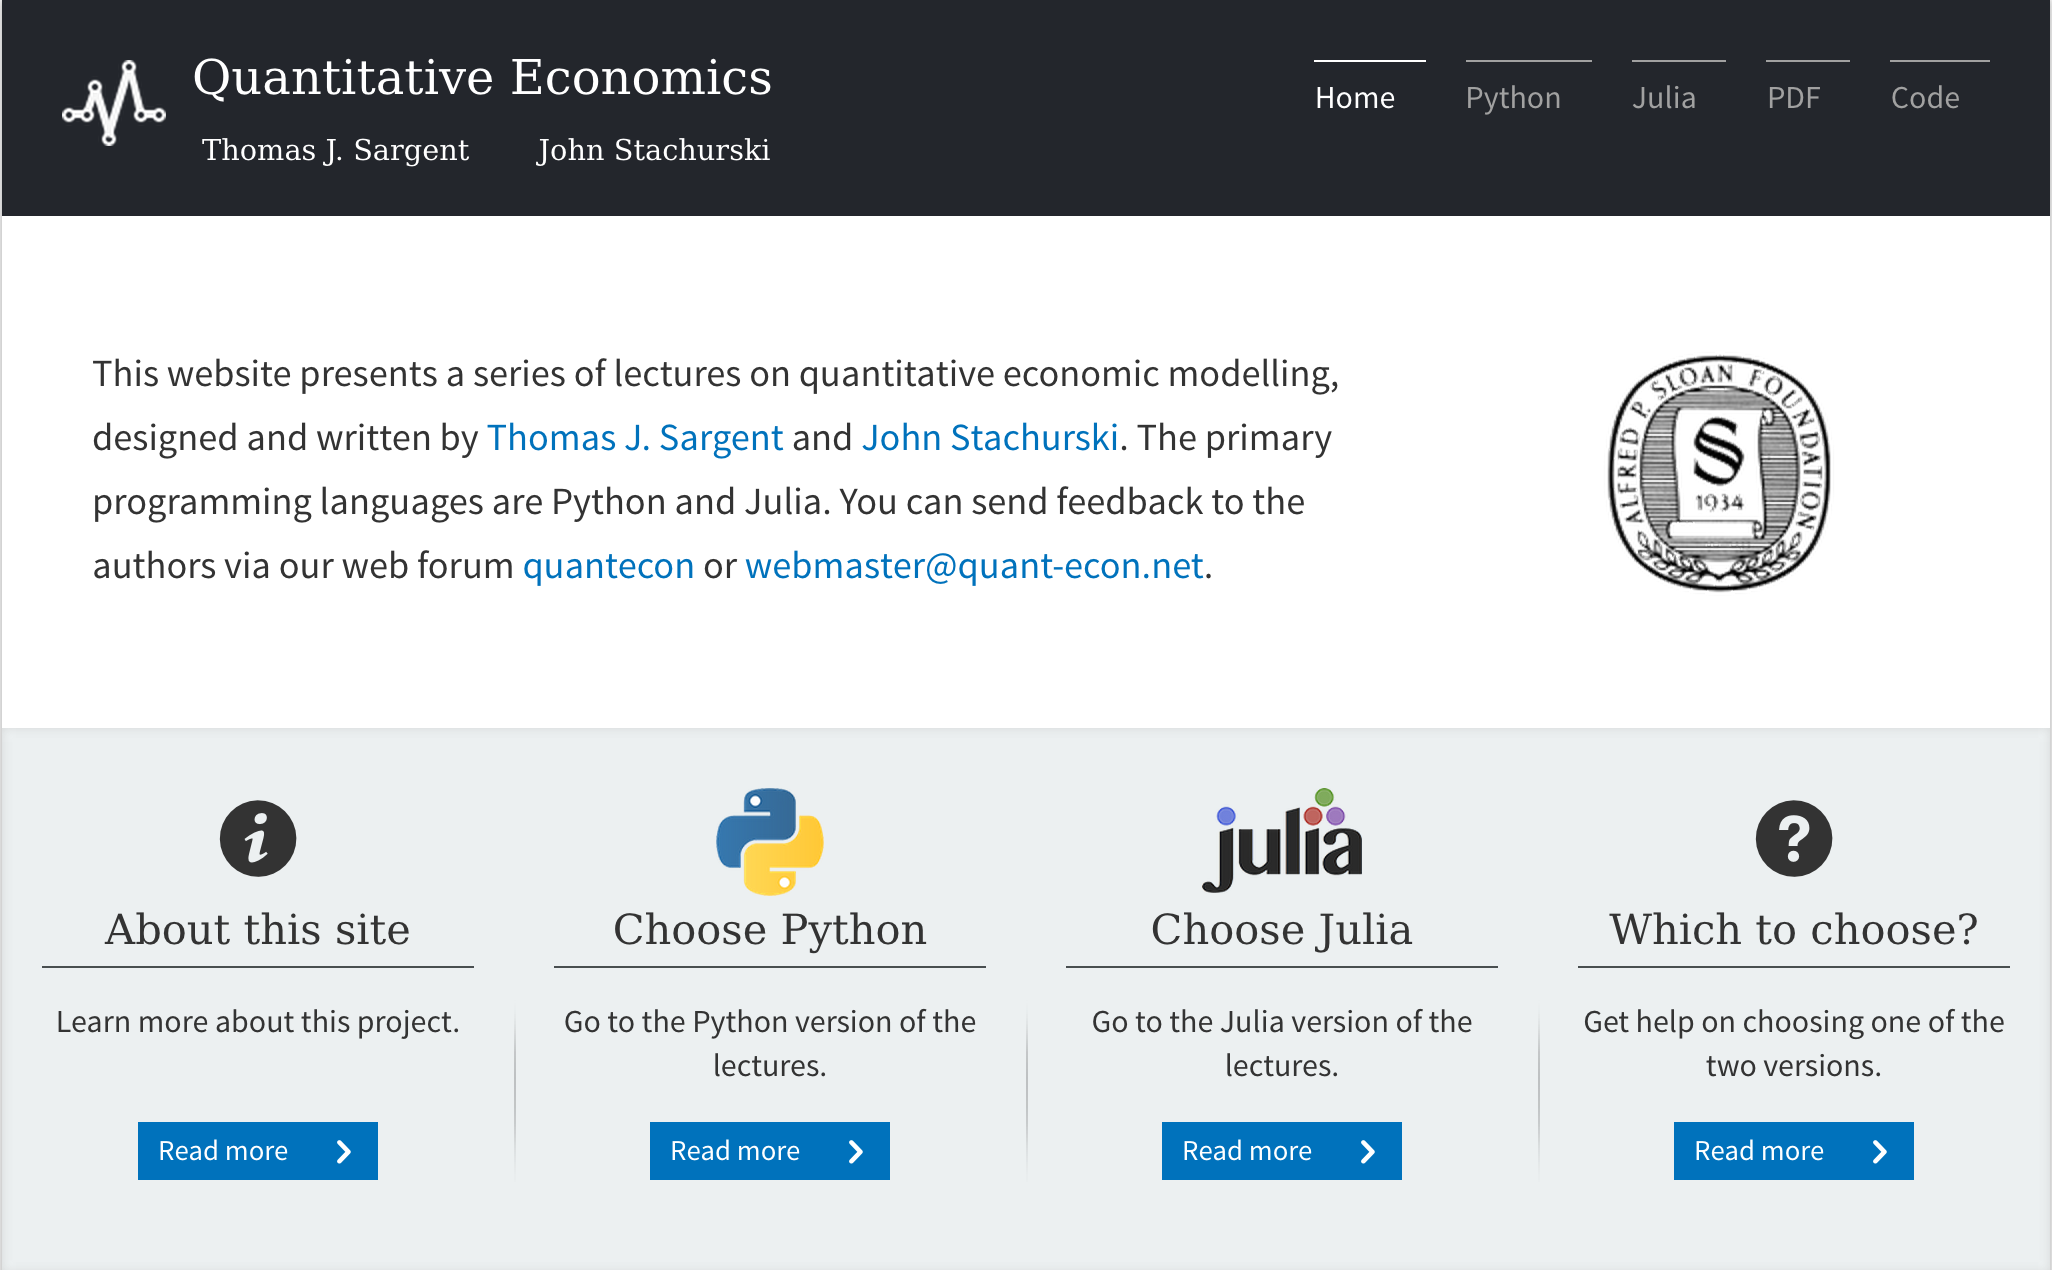 Quantitative Economics
Thomas J. Sargent John Stachurski
Home Python Julia PDF Code
This website presents a series of lectures on quantitative economic modelling,
designed and written by Thomas J. Sargent and John Stachurski. The primary
programming languages are Python and Julia. You can send feedback to the
authors via our web forum quantecon or webmaster@quant-econ.net.
ALFRED P. SLOAN FOUNDATION
S
1934
i
julia
?
About this site
Learn more about this project.
Read more
Choose Python
Go to the Python version of the
lectures.
Read more
Choose Julia
Go to the Julia version of the
lectures.
Read more
Which to choose?
Get help on choosing one of the
two versions.
Read more